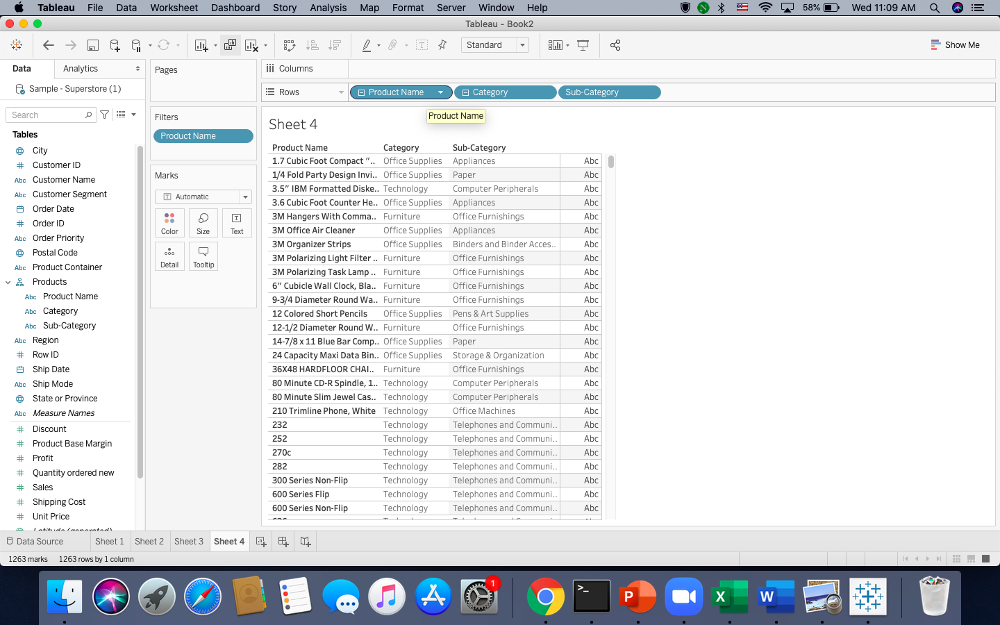 Tableau File Data Worksheet Dashboard Story Analysis Map Format Server Window Help 58% Wed 11:09 AM
Tableau - Book2
Standard Show Me
Data Analytics
Pages
Columns
Sample - Superstore (1)
Rows Product Name Category Sub-Category
Search
Filters
Product Name
Product Name
Sheet 4
Tables
City
Customer ID
Abc Customer Name
Abc Customer Segment
Order Date
Order ID
Abc Order Priority
Postal Code
Abc Product Container
Products
Abc Product Name
Abc Category
Abc Sub-Category
Abc Region
Row ID
Ship Date
Abc Ship Mode
State or Province
Abc Measure Names
Discount
Product Base Margin
Profit
Quantity ordered new
Sales
Shipping Cost
Unit Price
Latitude (generated)
Marks
Automatic
Color Size Text
Detail Tooltip
Product Name Category Sub-Category
1.7 Cubic Foot Compact ".. Office Supplies Appliances Abc
1/4 Fold Party Design Invi.. Office Supplies Paper Abc
3.5" IBM Formatted Diske.. Technology Computer Peripherals Abc
3.6 Cubic Foot Counter He.. Office Supplies Appliances Abc
3M Hangers With Comma.. Furniture Office Furnishings Abc
3M Office Air Cleaner Office Supplies Appliances Abc
3M Organizer Strips Office Supplies Binders and Binder Acces.. Abc
3M Polarizing Light Filter .. Furniture Office Furnishings Abc
3M Polarizing Task Lamp .. Furniture Office Furnishings Abc
6" Cubicle Wall Clock, Bla.. Furniture Office Furnishings Abc
9-3/4 Diameter Round Wa.. Furniture Office Furnishings Abc
12 Colored Short Pencils Office Supplies Pens & Art Supplies Abc
12-1/2 Diameter Round W.. Furniture Office Furnishings Abc
14-7/8 x 11 Blue Bar Comp.. Office Supplies Paper Abc
24 Capacity Maxi Data Bin.. Office Supplies Storage & Organization Abc
36X48 HARDFLOOR CHAI.. Furniture Office Furnishings Abc
80 Minute CD-R Spindle, 1.. Technology Computer Peripherals Abc
80 Minute Slim Jewel Cas.. Technology Computer Peripherals Abc
210 Trimline Phone, White Technology Office Machines Abc
232 Technology Telephones and Communi.. Abc
252 Technology Telephones and Communi.. Abc
270c Technology Telephones and Communi.. Abc
282 Technology Telephones and Communi.. Abc
300 Series Non-Flip Technology Telephones and Communi.. Abc
600 Series Flip Technology Telephones and Communi.. Abc
600 Series Non-Flip Technology Telephones and Communi.. Abc
Data Source Sheet 1 Sheet 2 Sheet 3 Sheet 4
1263 marks 1263 rows by 1 column
1
>_ P X W